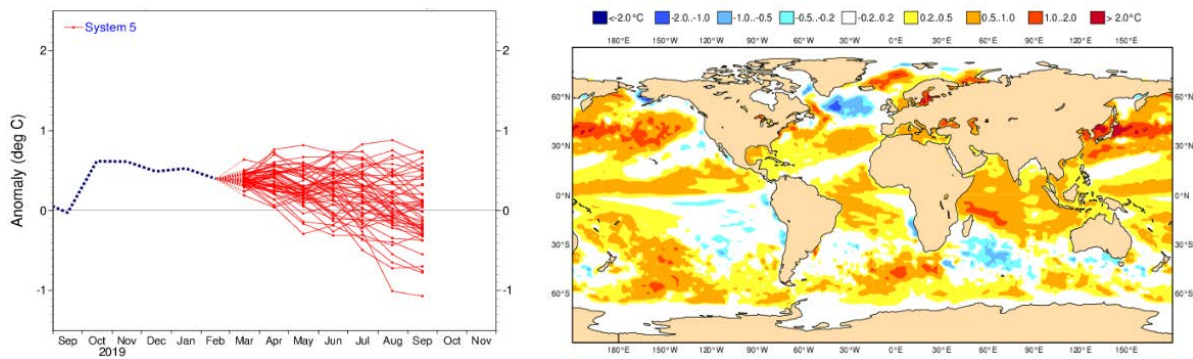 System 5
2
2
1
1
0
0
-1
-1
Anomaly (deg C)
Sep Oct Nov Dec Jan Feb Mar Apr May Jun Jul Aug Sep Oct Nov
2019
<-2.0°C -2.0..-1.0 -1.0..-0.5 -0.5..-0.2 -0.2..0.2 0.2..0.5 0.5..1.0 1.0..2.0 > 2.0°C
180°E 150°W 120°W 90°W 60°W 30°W 0°E 30°E 60°E 90°E 120°E 150°E
60°N 60°N
30°N 30°N
0°N 0°N
30°S 30°S
60°S 60°S
180°E 150°W 120°W 90°W 60°W 30°W 0°E 30°E 60°E 90°E 120°E 150°E